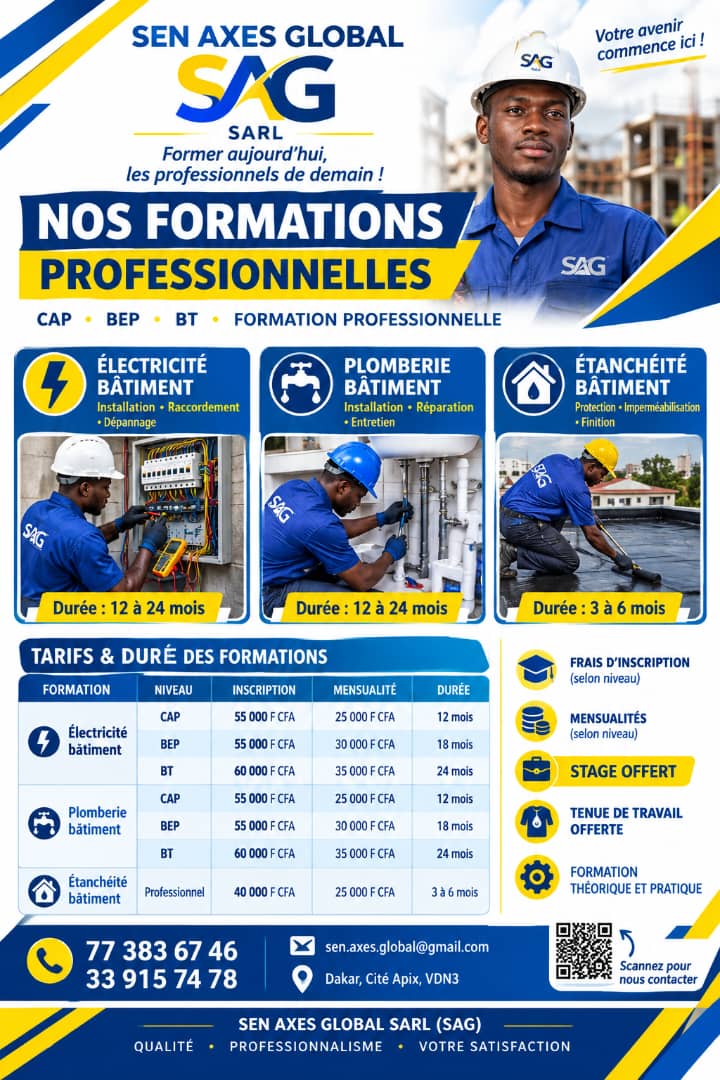 SEN AXES GLOBAL
SAG
SARL
Former aujourd'hui,
les professionnels de demain !
SAG
Votre avenir
commence ici !
SAG
NOS FORMATIONS
PROFESSIONNELLES
CAP • BEP • BT • FORMATION PROFESSIONNELLE
ÉLECTRICITÉ
BÂTIMENT
Installation • Raccordement
• Dépannage
SAG
Durée : 12 à 24 mois
PLOMBERIE
BÂTIMENT
Installation • Réparation
• Entretien
SAG
Durée : 12 à 24 mois
ÉTANCHÉITÉ
BÂTIMENT
Protection • Imperméabilisation
• Finition
SAG
Durée : 3 à 6 mois
TARIFS & DURÉ DES FORMATIONS
FORMATION NIVEAU INSCRIPTION MENSUALITÉ DURÉE
Électricité bâtiment
CAP 55 000 F CFA 25 000 F CFA 12 mois
BEP 55 000 F CFA 30 000 F CFA 18 mois
BT 60 000 F CFA 35 000 F CFA 24 mois
Plomberie bâtiment
CAP 55 000 F CFA 25 000 F CFA 12 mois
BEP 55 000 F CFA 30 000 F CFA 18 mois
BT 60 000 F CFA 35 000 F CFA 24 mois
Étanchéité bâtiment
Professionnel 40 000 F CFA 25 000 F CFA 3 à 6 mois
FRAIS D'INSCRIPTION
(selon niveau)
MENSUALITÉS
(selon niveau)
STAGE OFFERT
TENUE DE TRAVAIL
OFFERTE
FORMATION
THÉORIQUE ET PRATIQUE
77 383 67 46
33 915 74 78
sen.axes.global@gmail.com
Dakar, Cité Apix, VDN3
Scannez pour
nous contacter
SEN AXES GLOBAL SARL (SAG)
QUALITÉ • PROFESSIONNALISME • VOTRE SATISFACTION